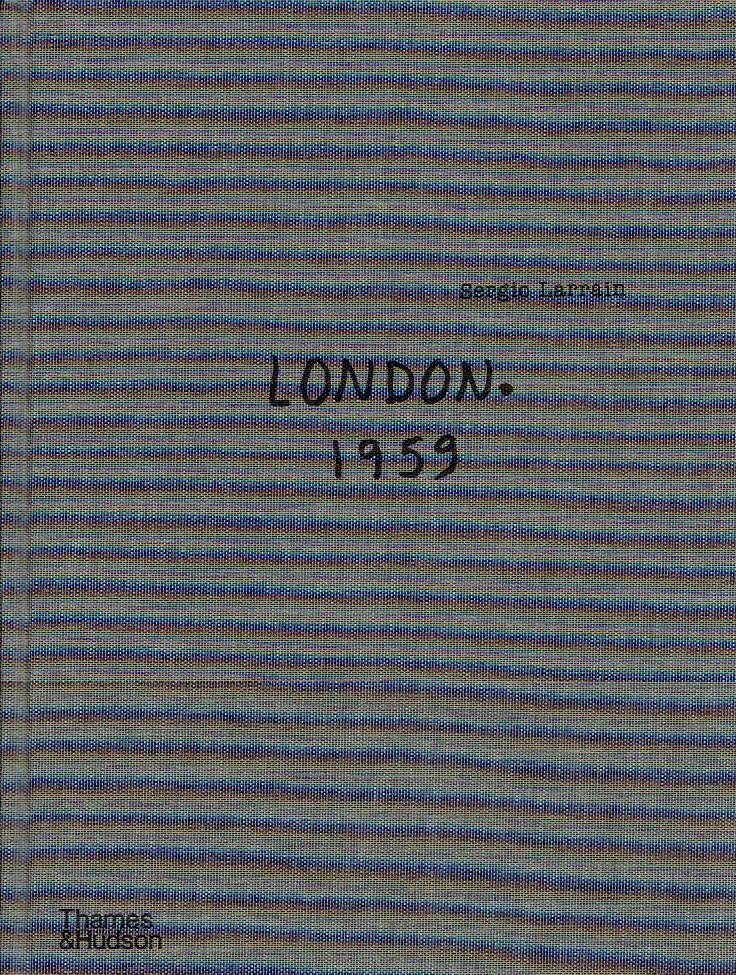 Sergio Larrain
LONDON.
1959
Thames
&Hudson